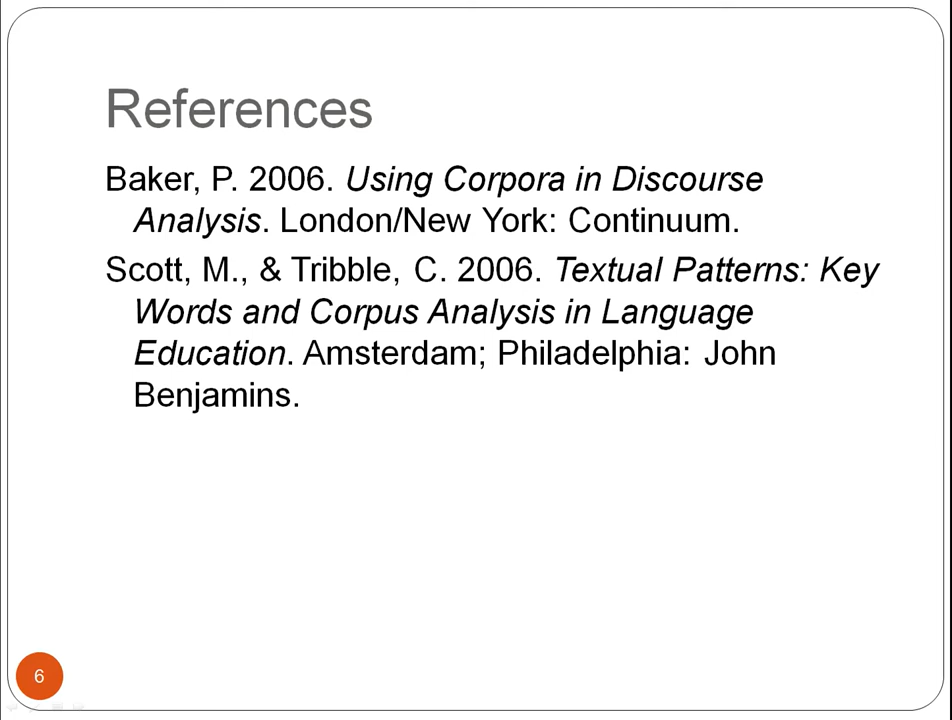 References
Baker, P. 2006. Using Corpora in Discourse
Analysis. London/New York: Continuum.
Scott, M., & Tribble, C. 2006. Textual Patterns: Key
Words and Corpus Analysis in Language
Education. Amsterdam; Philadelphia: John
Benjamins.
6